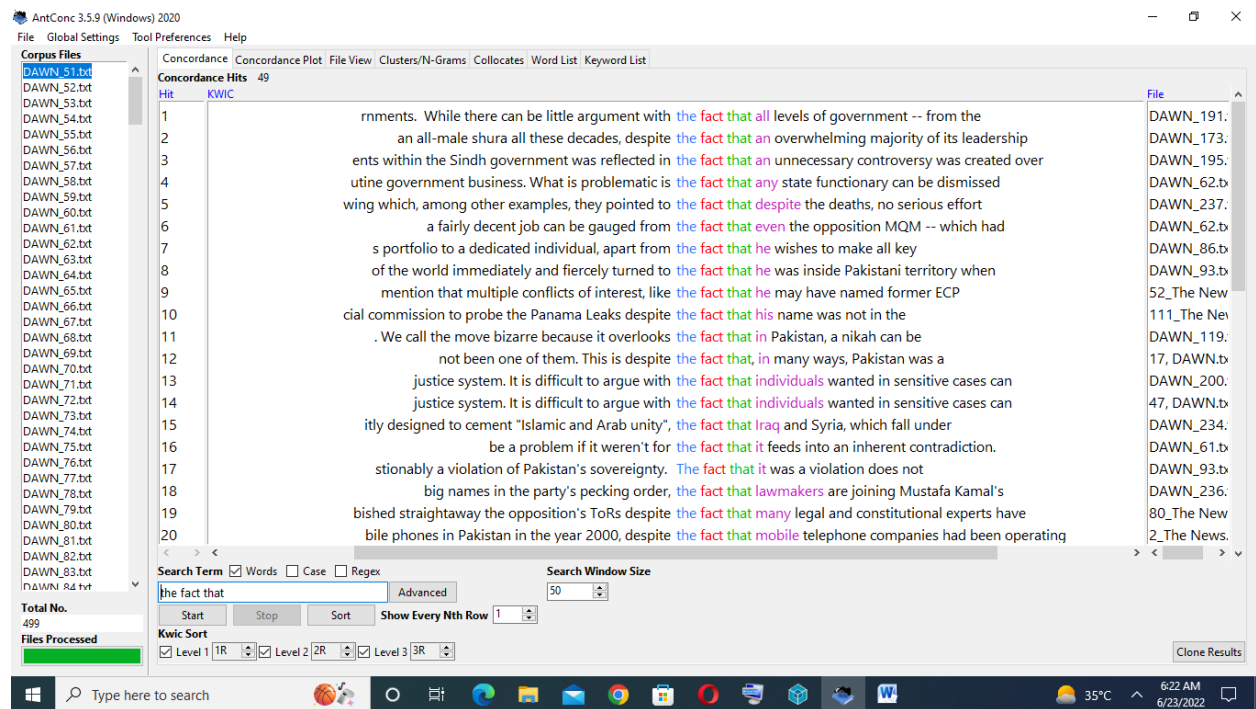 AntConc 3.5.9 (Windows) 2020
File Global Settings Tool Preferences Help
Corpus Files
DAWN_51.txt
DAWN_52.txt
DAWN_53.txt
DAWN_54.txt
DAWN_55.txt
DAWN_56.txt
DAWN_57.txt
DAWN_58.txt
DAWN_59.txt
DAWN_60.txt
DAWN_61.txt
DAWN_62.txt
DAWN_63.txt
DAWN_64.txt
DAWN_65.txt
DAWN_66.txt
DAWN_67.txt
DAWN_68.txt
DAWN_69.txt
DAWN_70.txt
DAWN_71.txt
DAWN_72.txt
DAWN_73.txt
DAWN_74.txt
DAWN_75.txt
DAWN_76.txt
DAWN_77.txt
DAWN_78.txt
DAWN_79.txt
DAWN_80.txt
DAWN_81.txt
DAWN_82.txt
DAWN_83.txt
DAWN_84.txt
Total No.
499
Files Processed
Concordance Concordance Plot File View Clusters/N-Grams Collocates Word List Keyword List
Concordance Hits 49
Hit KWIC File
1 rnments. While there can be little argument with the fact that all levels of government -- from the DAWN_191.
2 an all-male shura all these decades, despite the fact that an overwhelming majority of its leadership DAWN_173.
3 ents within the Sindh government was reflected in the fact that an unnecessary controversy was created over DAWN_195.
4 utine government business. What is problematic is the fact that any state functionary can be dismissed DAWN_62.tx
5 wing which, among other examples, they pointed to the fact that despite the deaths, no serious effort DAWN_237.
6 a fairly decent job can be gauged from the fact that even the opposition MQM -- which had DAWN_62.tx
7 s portfolio to a dedicated individual, apart from the fact that he wishes to make all key DAWN_86.tx
8 of the world immediately and fiercely turned to the fact that he was inside Pakistani territory when DAWN_93.tx
9 mention that multiple conflicts of interest, like the fact that he may have named former ECP 52_The New
10 cial commission to probe the Panama Leaks despite the fact that his name was not in the 111_The Nev
11 . We call the move bizarre because it overlooks the fact that in Pakistan, a nikah can be DAWN_119.
12 not been one of them. This is despite the fact that, in many ways, Pakistan was a 17, DAWN.tx
13 justice system. It is difficult to argue with the fact that individuals wanted in sensitive cases can DAWN_200.
14 justice system. It is difficult to argue with the fact that individuals wanted in sensitive cases can 47, DAWN.tx
15 itly designed to cement "Islamic and Arab unity", the fact that Iraq and Syria, which fall under DAWN_234.
16 be a problem if it weren't for the fact that it feeds into an inherent contradiction. DAWN_61.tx
17 stionably a violation of Pakistan's sovereignty. The fact that it was a violation does not DAWN_93.tx
18 big names in the party's pecking order, the fact that lawmakers are joining Mustafa Kamal's DAWN_236.
19 bished straightaway the opposition's ToRs despite the fact that many legal and constitutional experts have 80_The New
20 bile phones in Pakistan in the year 2000, despite the fact that mobile telephone companies had been operating 2_The News.
Search Term Words Case Regex Search Window Size
the fact that Advanced 50
Start Stop Sort Show Every Nth Row 1
Kwic Sort
Level 1 1R Level 2 2R Level 3 3R Clone Results
Type here to search 35°C 6:22 AM
6/23/2022